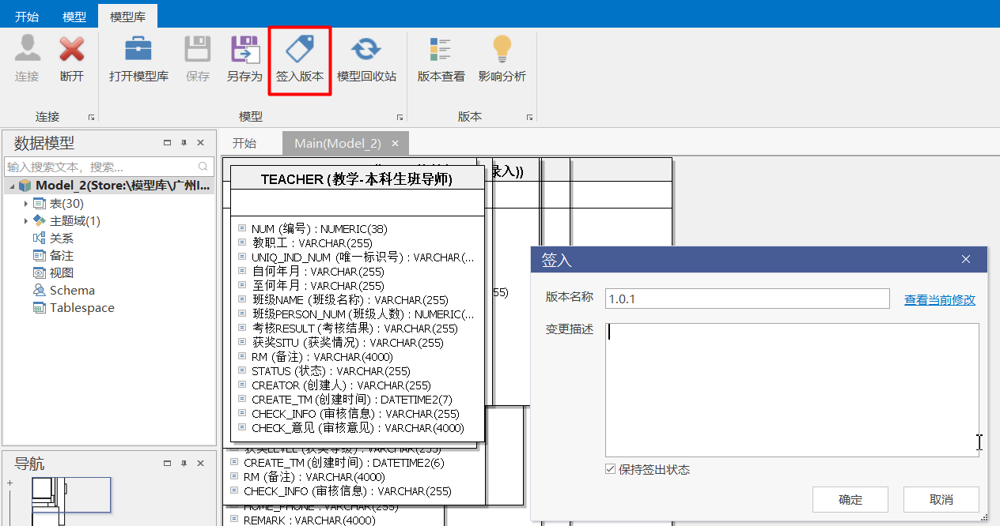 开始 模型 模型库
连接 断开 打开模型库 保存 另存为 签入版本 模型回收站 版本查看 影响分析
连接 模型 版本
数据模型
输入搜索文本，搜索...
Model_2(Store:\模型库\广州I...
表(30)
主题域(1)
关系
备注
视图
Schema
Tablespace
导航
开始 Main(Model_2)
录入))
TEACHER (教学-本科生班导师)
NUM (编号) : NUMERIC(38)
教职工 : VARCHAR(255)
UNIQ_IND_NUM (唯一标识号) : VARCHAR(...
自何年月 : VARCHAR(255)
至何年月 : VARCHAR(255)
班级NAME (班级名称) : VARCHAR(255)
班级PERSON_NUM (班级人数) : NUMERIC(...
考核RESULT (考核结果) : VARCHAR(255)
获奖SITU (获奖情况) : VARCHAR(255)
RM (备注) : VARCHAR(4000)
STATUS (状态) : VARCHAR(255)
CREATOR (创建人) : VARCHAR(255)
CREATE_TM (创建时间) : DATETIME2(7)
CHECK_INFO (审核信息) : VARCHAR(255)
CHECK_意见 (审核意见) : VARCHAR(4000)
获奖LEVEL (获奖等级) : VARCHAR(255)
CREATE_TM (创建时间) : DATETIME2(6)
RM (备注) : VARCHAR(4000)
CHECK_INFO (审核信息) : VARCHAR(255)
HOME_PHONE : VARCHAR(255)
REMARK : VARCHAR(4000)
55)
签入
版本名称 1.0.1 查看当前修改
变更描述
保持签出状态
确定 取消